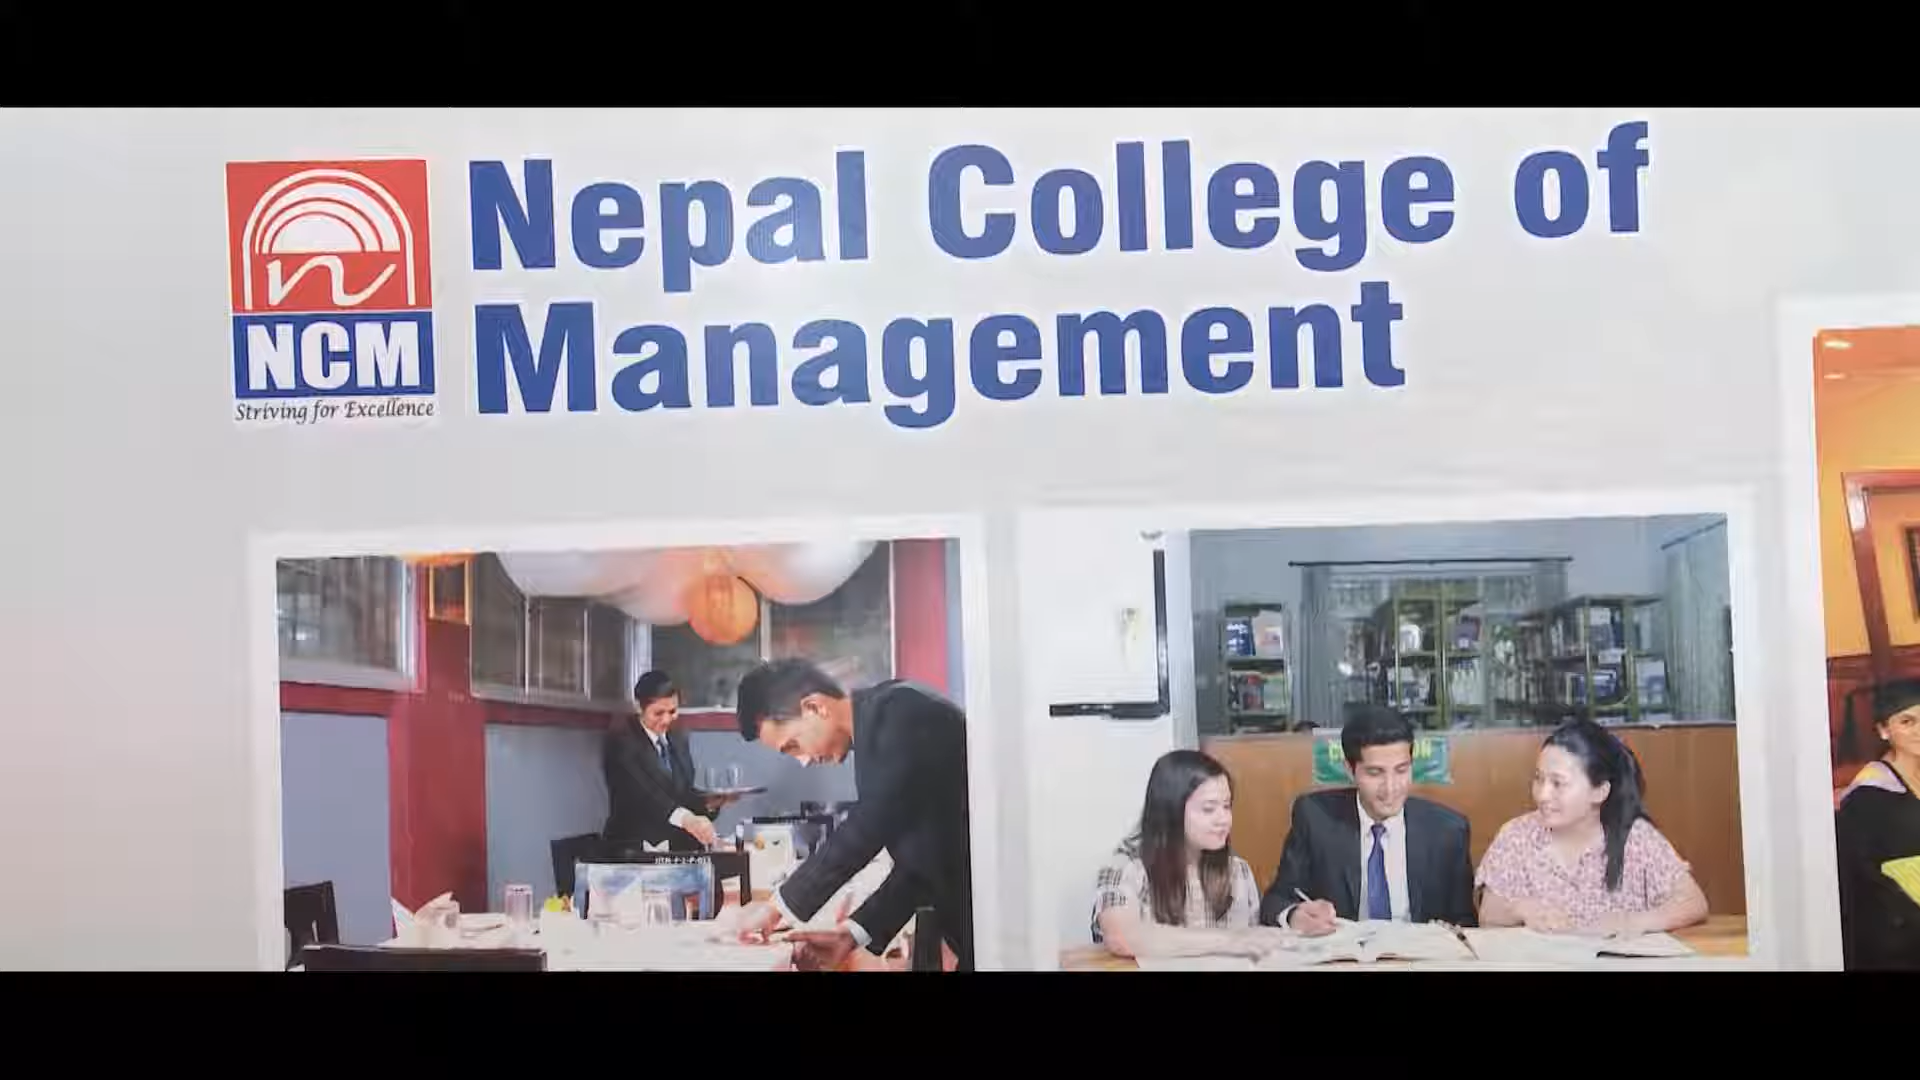 Nepal College of
Management
NCM
Striving for Excellence